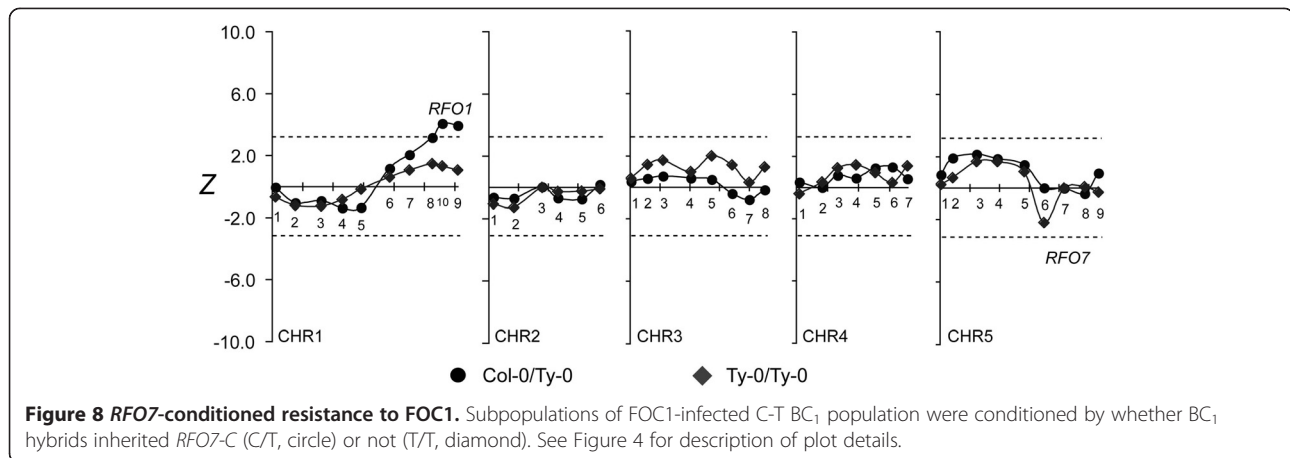 10.0
6.0
2.0
Z
-2.0
-6.0
-10.0
RFO1
1 2 3 4 5 6 7 8 10 9
CHR1
1 2 3 4 5 6
CHR2
1 2 3 4 5 6 7 8
CHR3
1 2 3 4 5 6 7
CHR4
1 2 3 4 5 6 7 8 9
RFO7
CHR5
Col-0/Ty-0 Ty-0/Ty-0
Figure 8 RFO7-conditioned resistance to FOC1. Subpopulations of FOC1-infected C-T BC₁ population were conditioned by whether BC₁
hybrids inherited RFO7-C (C/T, circle) or not (T/T, diamond). See Figure 4 for description of plot details.